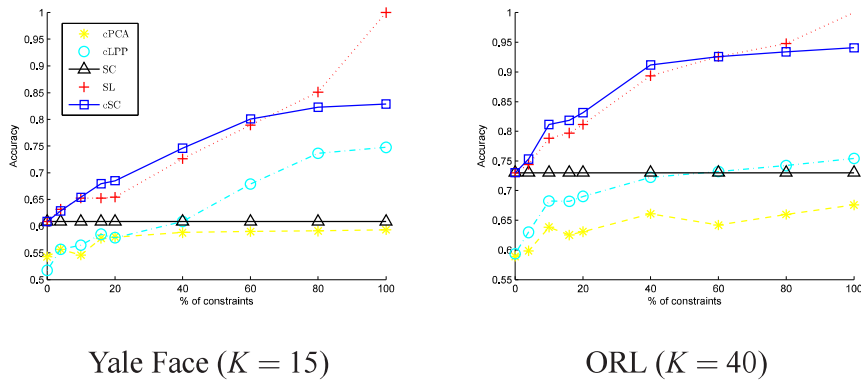 1
0.95
0.9
0.85
0.8
0.75
0.7
0.65
0.6
0.55
0.5
Accuracy
0 20 40 60 80 100
% of constraints
cPCA
cLPP
SC
SL
cSC
Yale Face (K = 15)
1
0.95
0.9
0.85
0.8
0.75
0.7
0.65
0.6
0.55
Accuracy
0 20 40 60 80 100
% of constraints
ORL (K = 40)